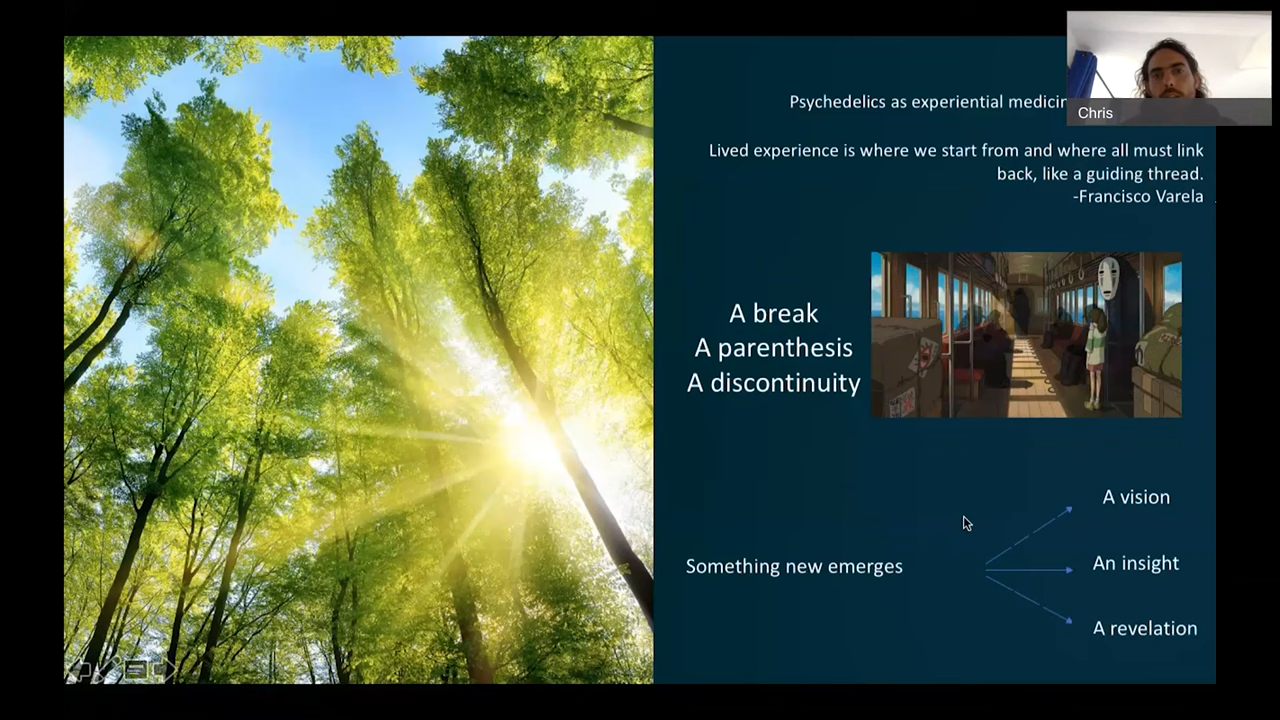 Psychedelics as experiential
Chris
Lived experience is where we start from and where all must link
back, like a guiding thread.
-Francisco Varela
A break
A parenthesis
A discontinuity
Something new emerges
A vision
An insight
A revelation